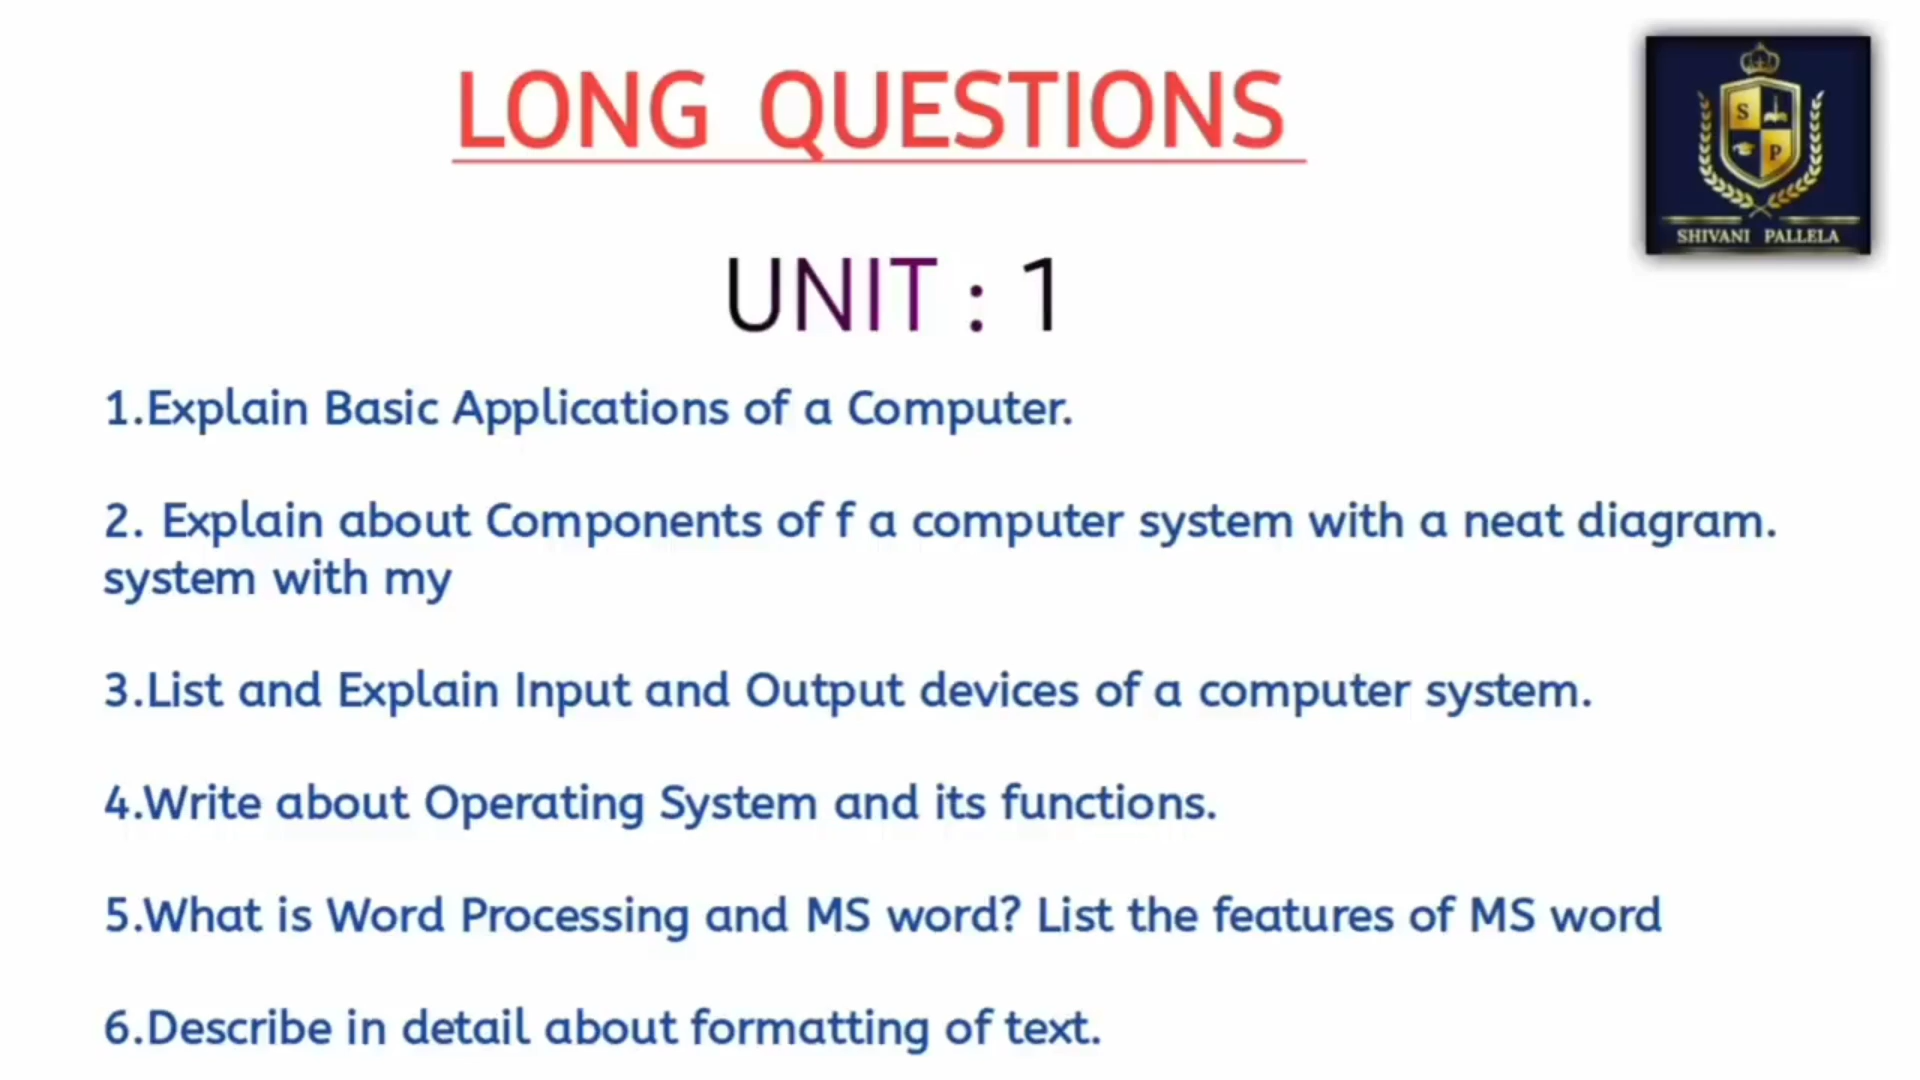 LONG QUESTIONS
S
P
SHIVANI PALLELA
UNIT : 1
1.Explain Basic Applications of a Computer.
2. Explain about Components of f a computer system with a neat diagram.
system with my
3.List and Explain Input and Output devices of a computer system.
4.Write about Operating System and its functions.
5.What is Word Processing and MS word? List the features of MS word
6.Describe in detail about formatting of text.